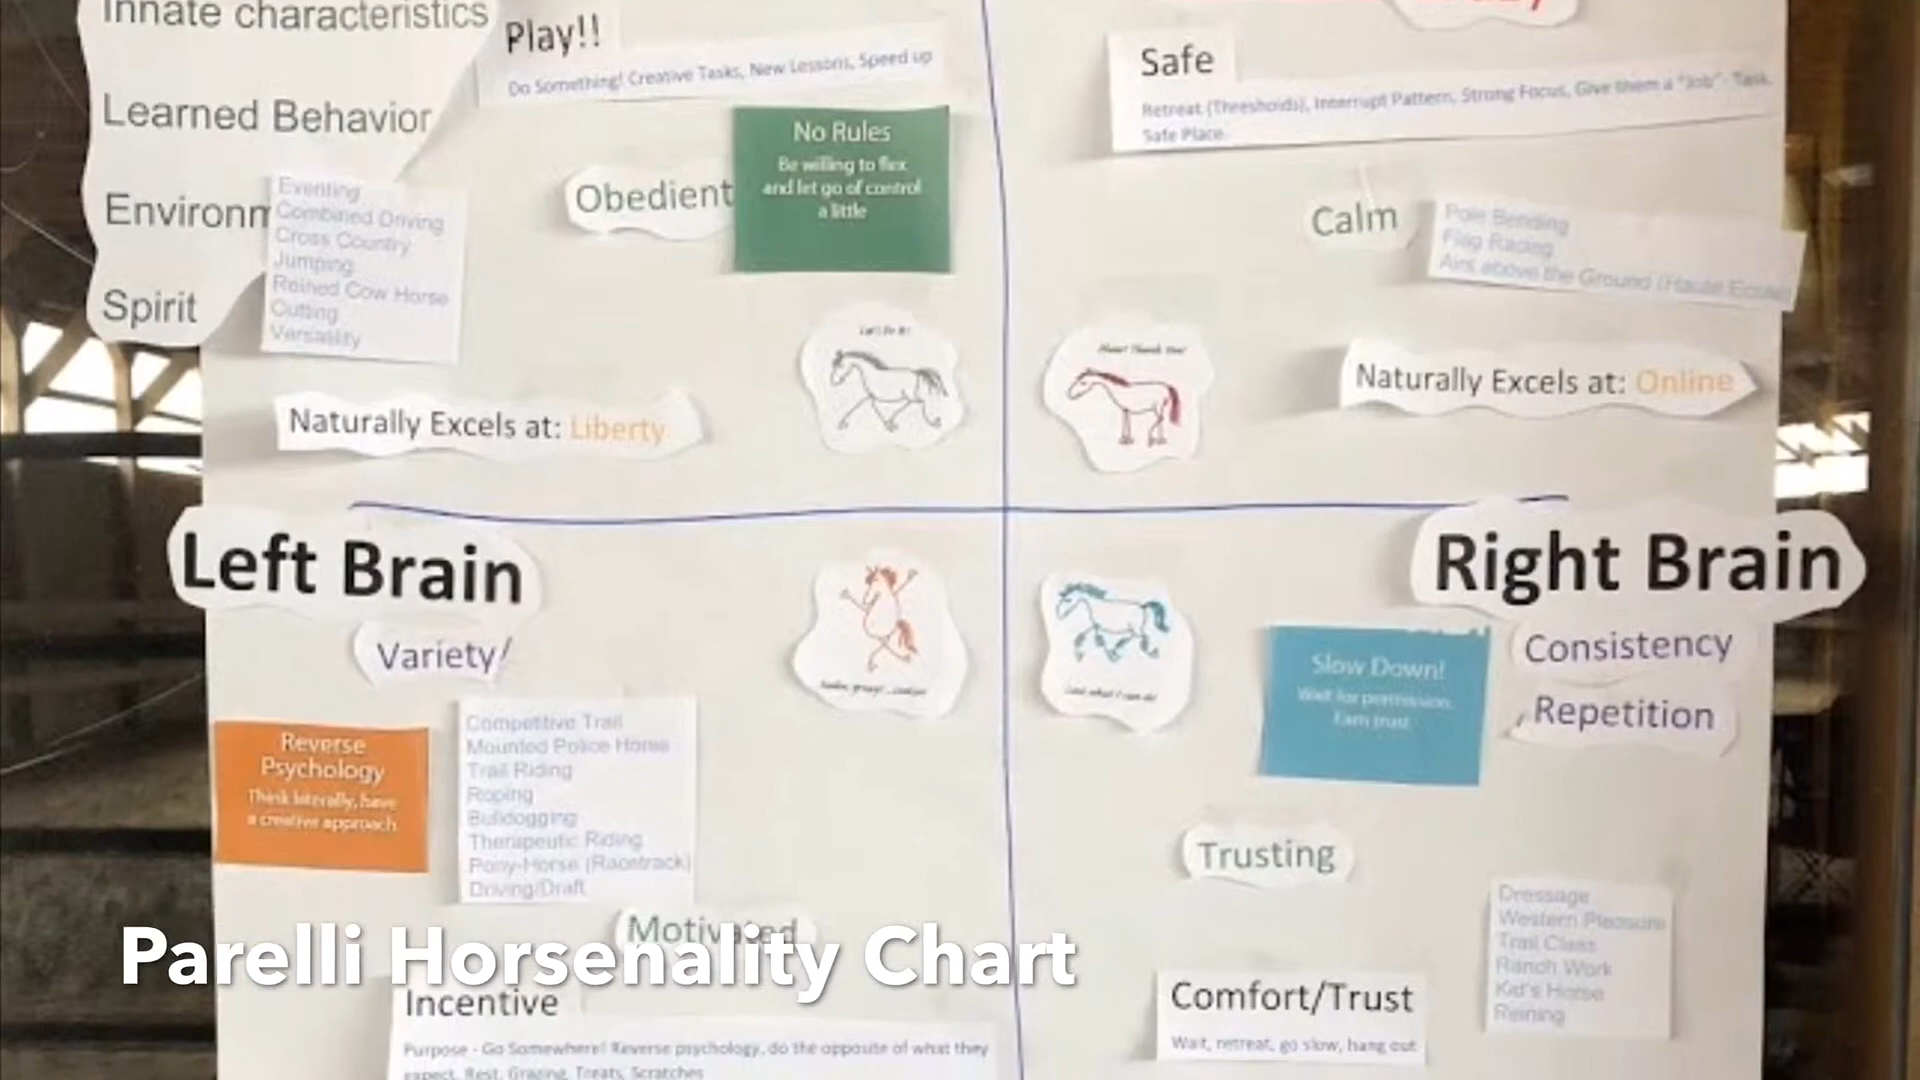 Innate characteristics
Learned Behavior
Environm
Spirit
Play!!
Do Something! Creative Tasks, New Lessons, Speed up
Eventing
Combined Driving
Cross Country
Jumping
Reined Cow Horse
Cutting
Versatility
Obedient
No Rules
Be willing to flex
and let go of control
a little
Let's Do It!
Naturally Excels at: Liberty
Safe
Retreat (Thresholds), Interrupt Pattern, Strong Focus, Give them a "Job"- Task,
Safe Place.
Calm
Pole Bending
Flag Racing
Airs above the Ground (Haute Ecole)
Naturally Excels at: Online
Left Brain
Variety/
Reverse
Psychology
Think laterally, have
a creative approach
Competitive Trail
Mounted Police Horse
Trail Riding
Roping
Bulldogging
Therapeutic Riding
Pony-Horse (Racetrack)
Driving/Draft
Motivated
Incentive
Purpose - Go Somewhere! Reverse psychology, do the opposite of what they
expect, Rest, Grazing, Treats, Scratches
Right Brain
Slow Down!
Wait for permission.
Earn trust.
Consistency
Repetition
Trusting
Dressage
Western Pleasure
Trail Class
Ranch Work
Kid's Horse
Reining
Comfort/Trust
Wait, retreat, go slow, hang out
Parelli Horsenality Chart